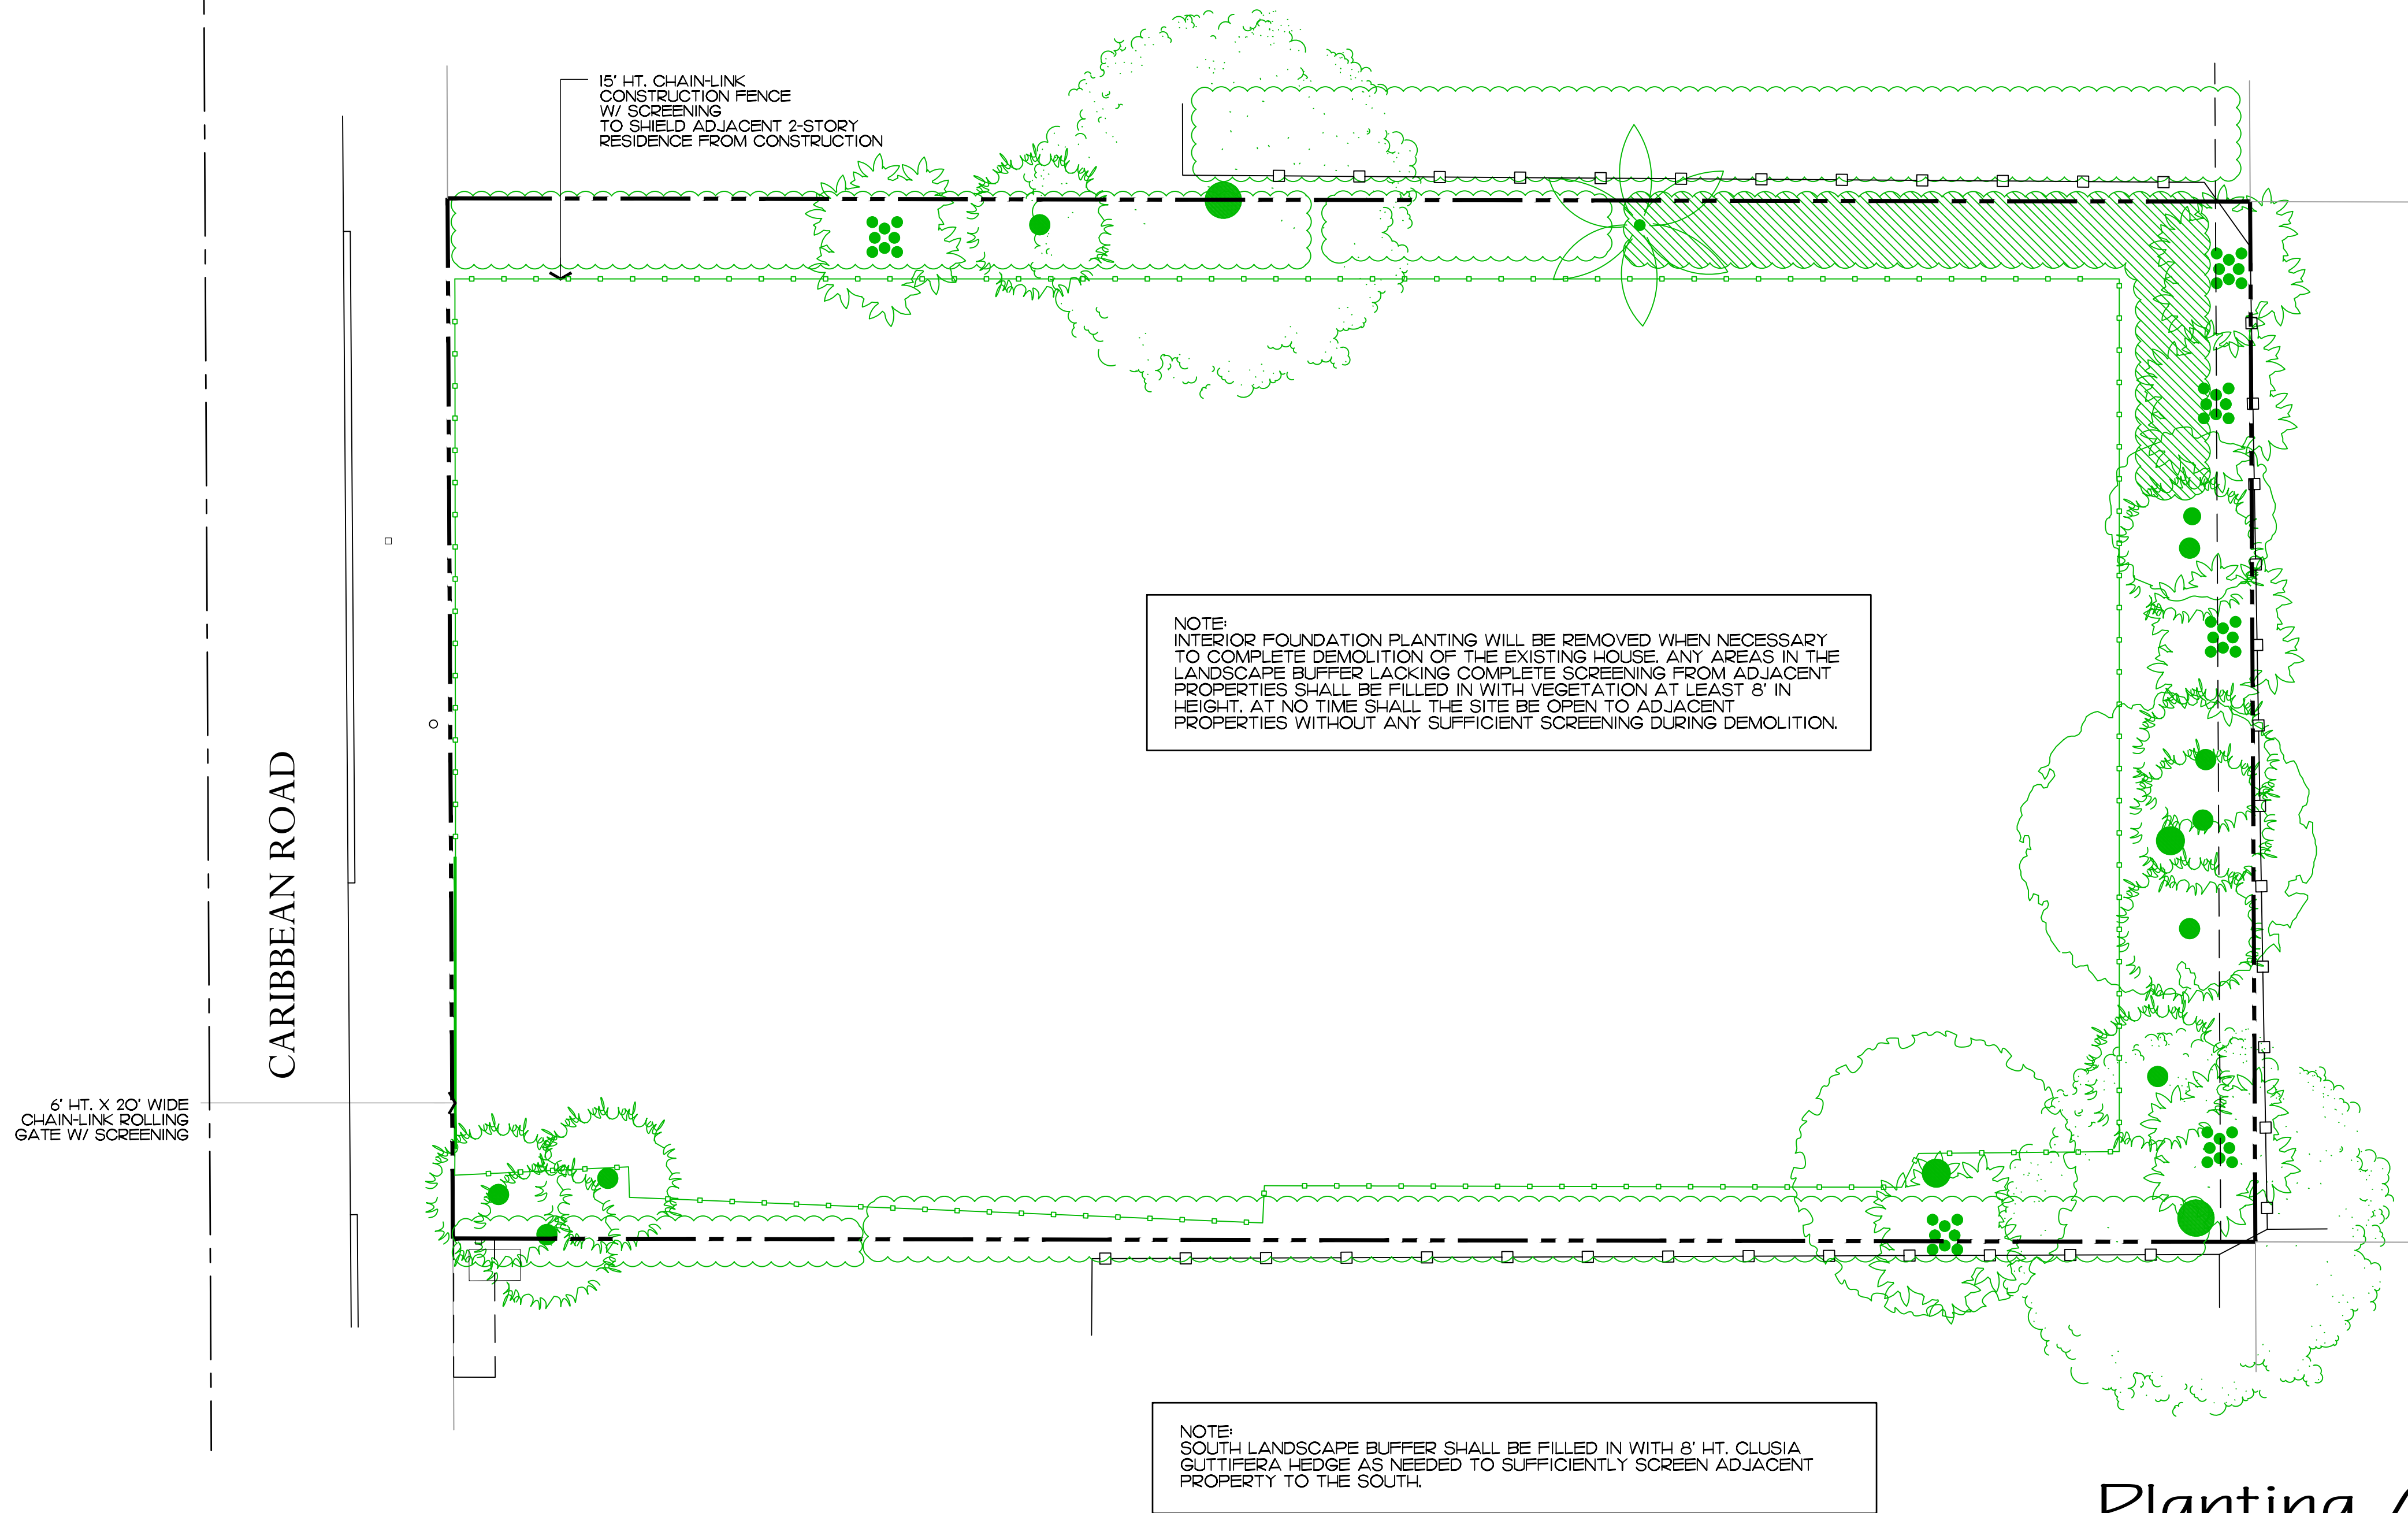 15' HT. CHAIN-LINK
CONSTRUCTION FENCE
W/ SCREENING
TO SHIELD ADJACENT 2-STORY
RESIDENCE FROM CONSTRUCTION
NOTE:
INTERIOR FOUNDATION PLANTING WILL BE REMOVED WHEN NECESSARY
TO COMPLETE DEMOLITION OF THE EXISTING HOUSE. ANY AREAS IN THE
LANDSCAPE BUFFER LACKING COMPLETE SCREENING FROM ADJACENT
PROPERTIES SHALL BE FILLED IN WITH VEGETATION AT LEAST 8' IN
HEIGHT. AT NO TIME SHALL THE SITE BE OPEN TO ADJACENT
PROPERTIES WITHOUT ANY SUFFICIENT SCREENING DURING DEMOLITION.
CARIBBEAN ROAD
6' HT. X 20' WIDE
CHAIN-LINK ROLLING
GATE W/ SCREENING
NOTE:
SOUTH LANDSCAPE BUFFER SHALL BE FILLED IN WITH 8' HT. CLUSIA
GUTTIFERA HEDGE AS NEEDED TO SUFFICIENTLY SCREEN ADJACENT
PROPERTY TO THE SOUTH.
Planting